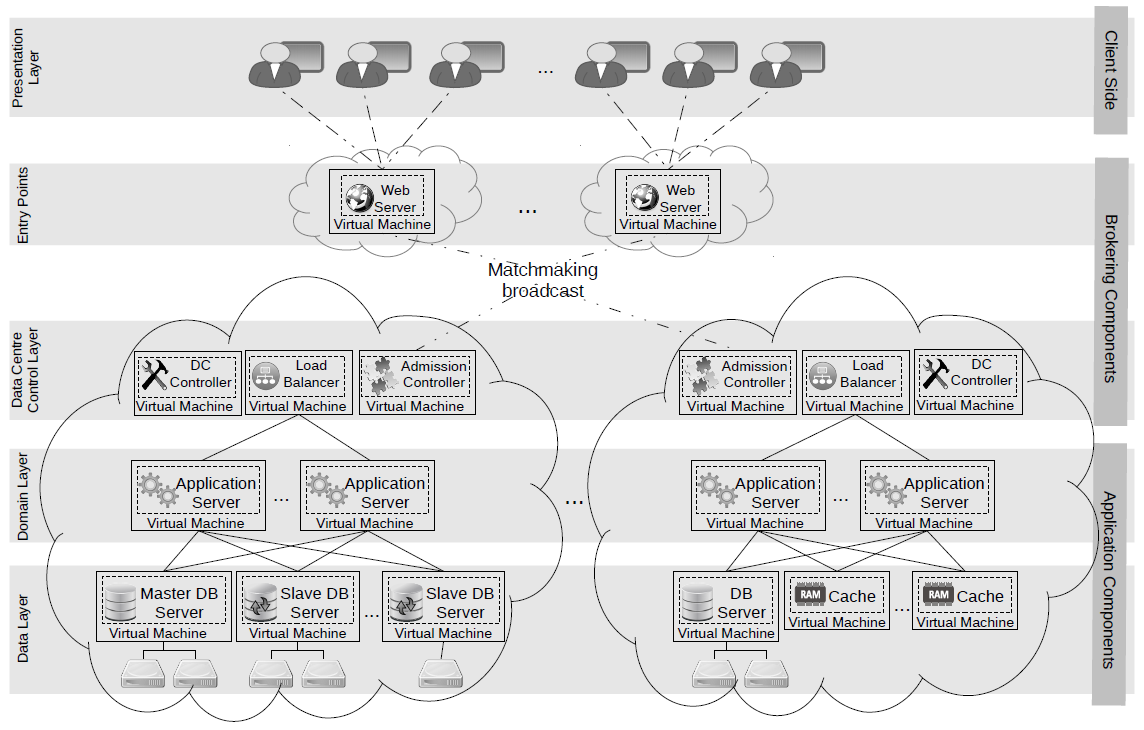 Presentation
Layer
...
Client Side
Entry Points
Web
Server
Virtual Machine
...
Web
Server
Virtual Machine
Brokering Components
Matchmaking
broadcast
Data Centre
Control Layer
DC
Controller
Virtual Machine
Load
Balancer
Virtual Machine
Admission
Controller
Virtual Machine
Admission
Controller
Virtual Machine
Load
Balancer
Virtual Machine
DC
Controller
Virtual Machine
Domain Layer
Application
Server
Virtual Machine
...
Application
Server
Virtual Machine
...
Application
Server
Virtual Machine
...
Application
Server
Virtual Machine
Application Components
Data Layer
Master DB
Server
Virtual Machine
Slave DB
Server
Virtual Machine
...
Slave DB
Server
Virtual Machine
DB
Server
Virtual Machine
RAM Cache
Virtual Machine
...
RAM Cache
Virtual Machine